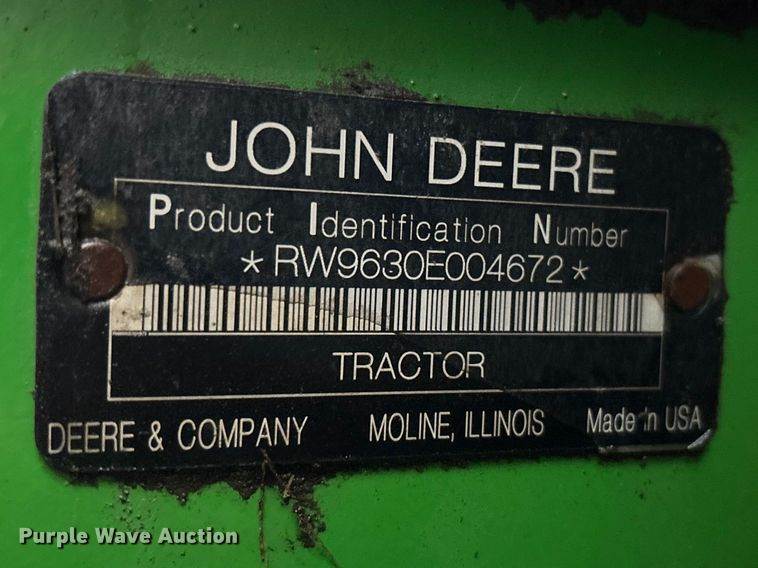 JOHN DEERE
Product Identification Number
* RW9630E004672 *
TRACTOR
DEERE & COMPANY MOLINE, ILLINOIS Made in USA
Purple Wave Auction